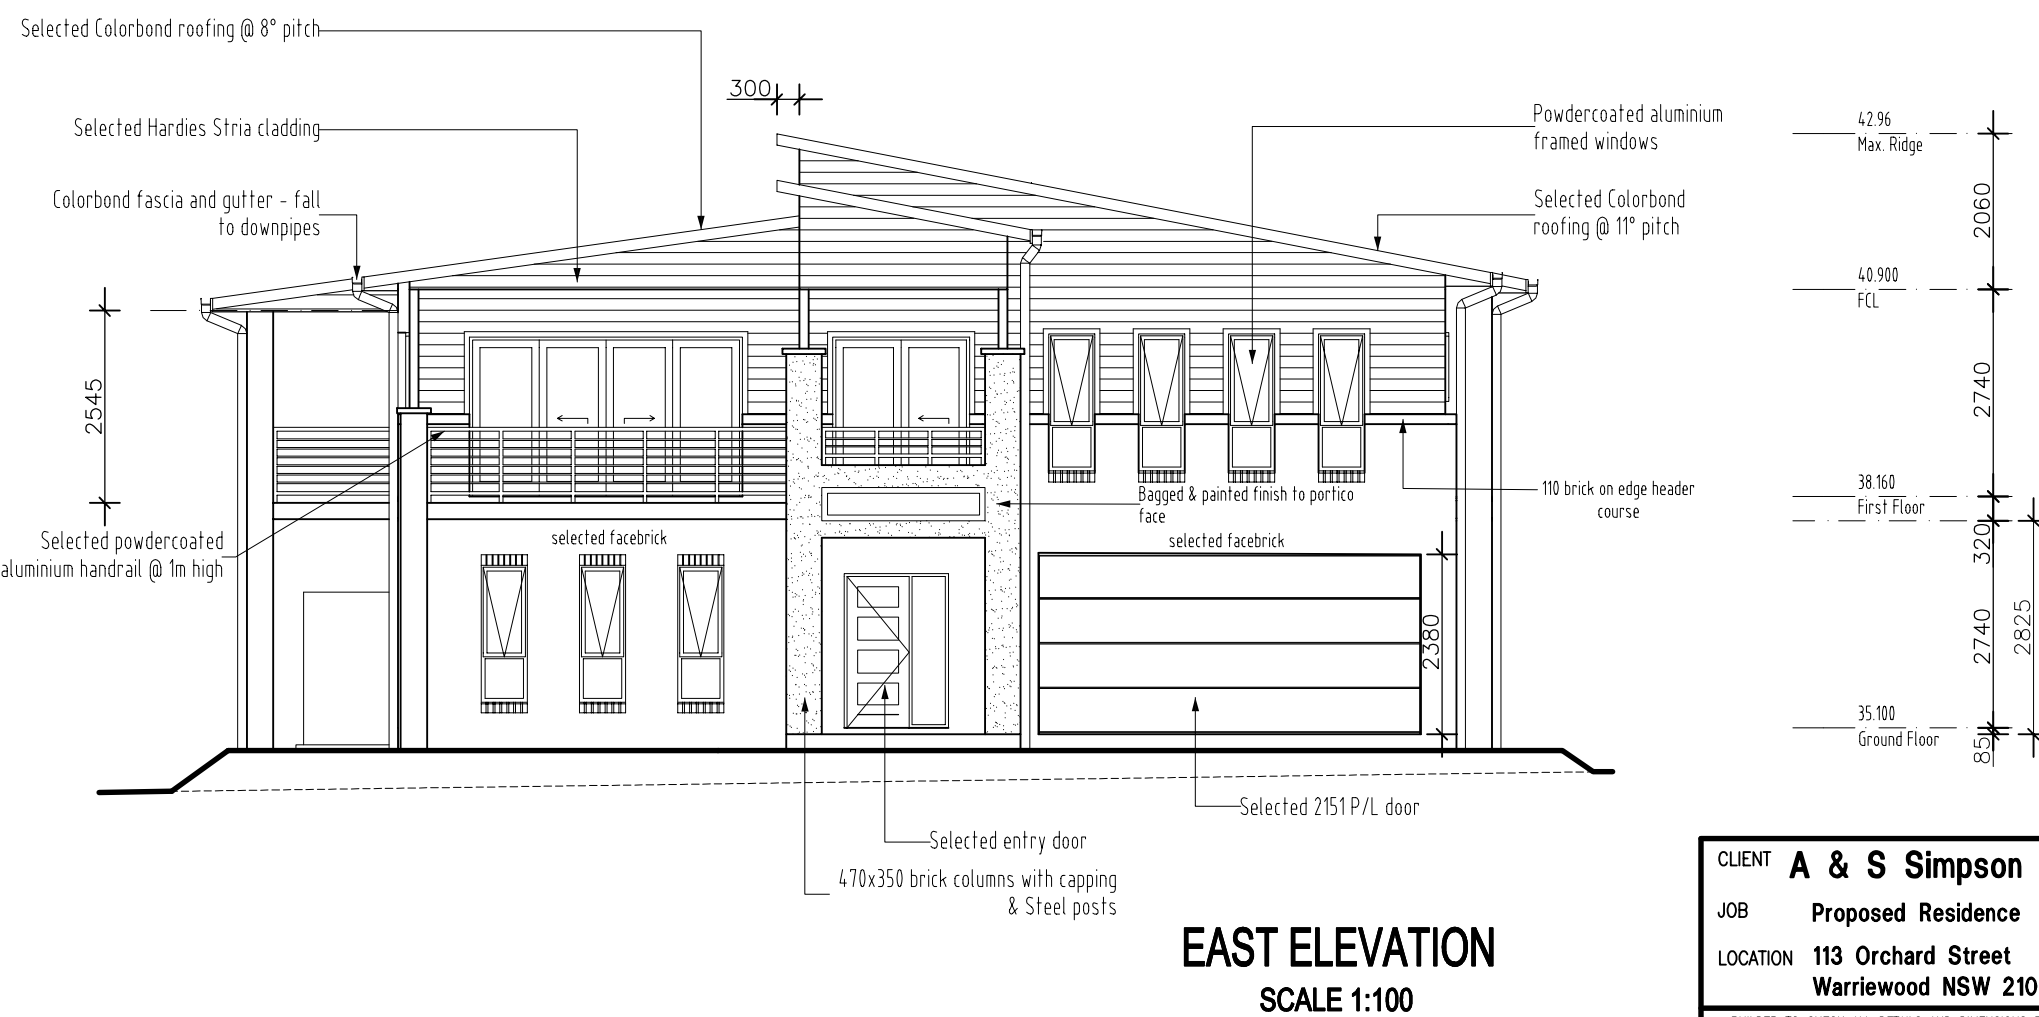 Selected Colorbond roofing @ 8° pitch
300
Selected Hardies Stria cladding
Colorbond fascia and gutter - fall
to downpipes
Powdercoated aluminium
framed windows
Selected Colorbond
roofing @ 11° pitch
42.96
Max. Ridge
2060
40.900
FCL
2740
2545
Selected powdercoated
aluminium handrail @ 1m high
selected facebrick
Bagged & painted finish to portico
face
selected facebrick
110 brick on edge header
course
38.160
First Floor
320
2740
2825
2380
35.100
Ground Floor
85
Selected 2151 P/L door
Selected entry door
470x350 brick columns with capping
& Steel posts
EAST ELEVATION
SCALE 1:100
CLIENT A & S Simpson
JOB Proposed Residence
LOCATION 113 Orchard Street
Warriewood NSW 210